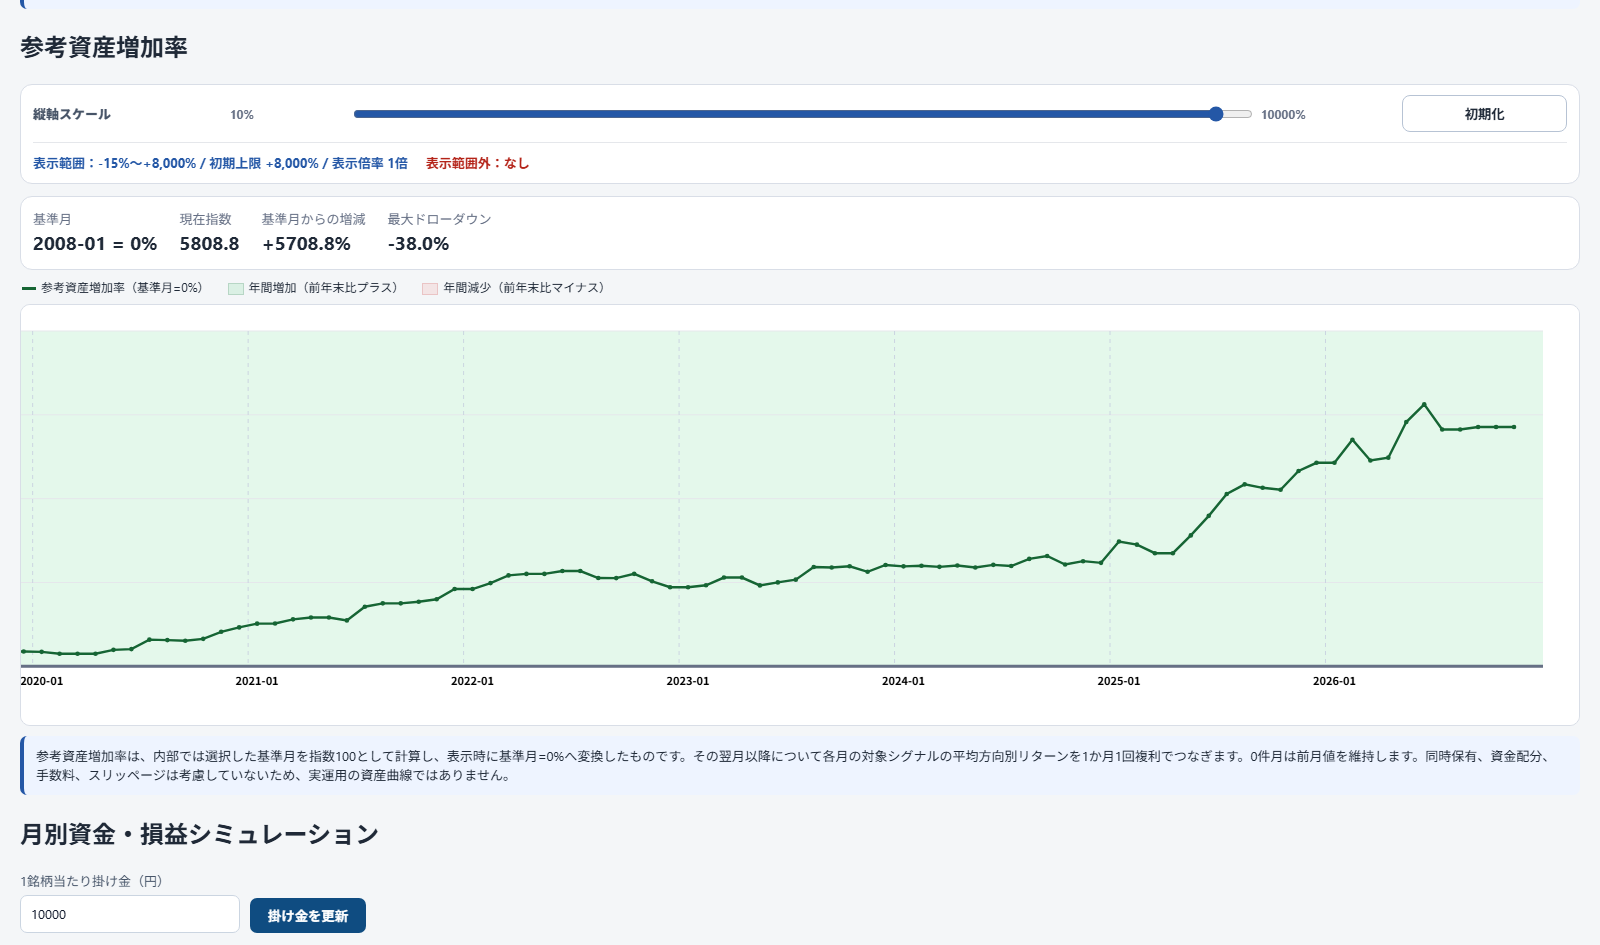 参考資産増加率
縦軸スケール 10% 10000% 初期化
表示範囲：-15%〜+8,000% / 初期上限 +8,000% / 表示倍率 1倍 表示範囲外：なし
基準月 現在指数 基準月からの増減 最大ドローダウン
2008-01 = 0% 5808.8 +5708.8% -38.0%
参考資産増加率（基準月=0%） 年間増加（前年末比プラス） 年間減少（前年末比マイナス）
2020-01 2021-01 2022-01 2023-01 2024-01 2025-01 2026-01
参考資産増加率は、内部では選択した基準月を指数100として計算し、表示時に基準月=0%へ変換したものです。その翌月以降について各月の対象シグナルの平均方向別リターンを1か月1回複利でつなぎます。0件月は前月値を維持します。同時保有、資金配分、
手数料、スリッページは考慮していないため、実運用の資産曲線ではありません。
月別資金・損益シミュレーション
1銘柄当たり掛け金（円）
10000 掛け金を更新